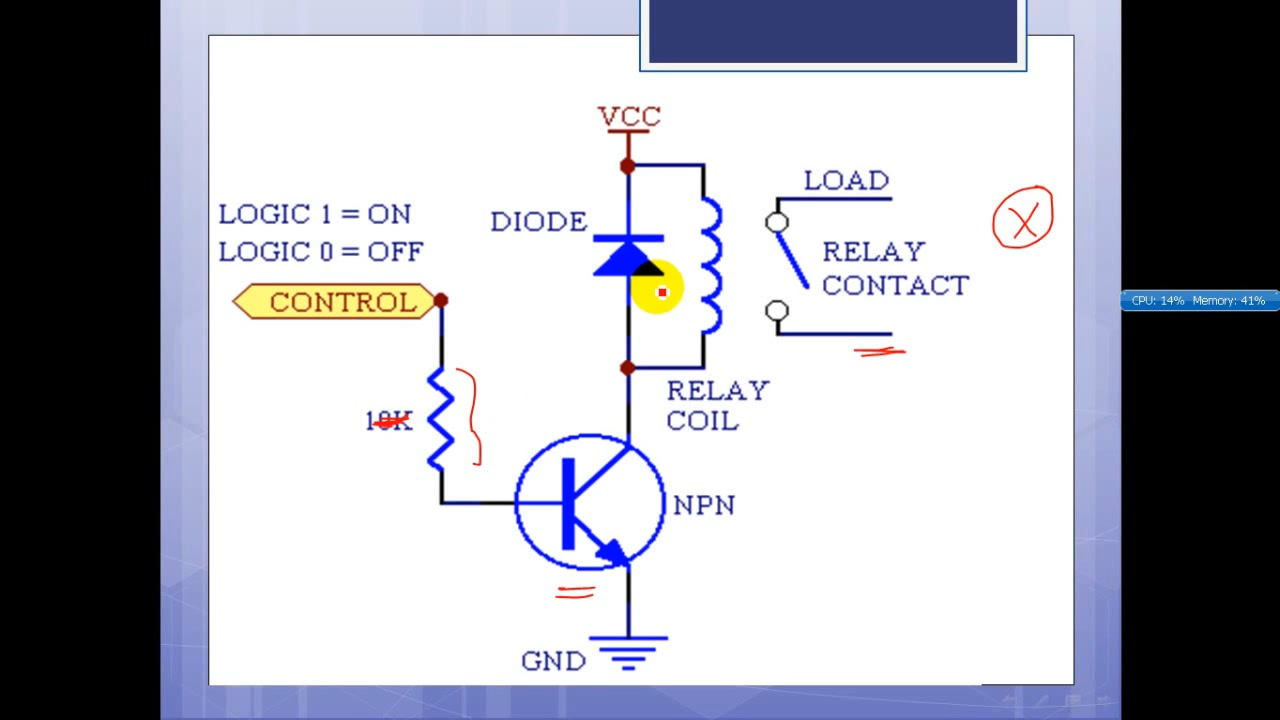 VCC
LOAD
LOGIC 1 = ON
DIODE
LOGIC 0 = OFF
RELAY
CONTACT
CONTROL
CPU: 14% Memory: 41%
RELAY
COIL
10K
NPN
GND
X